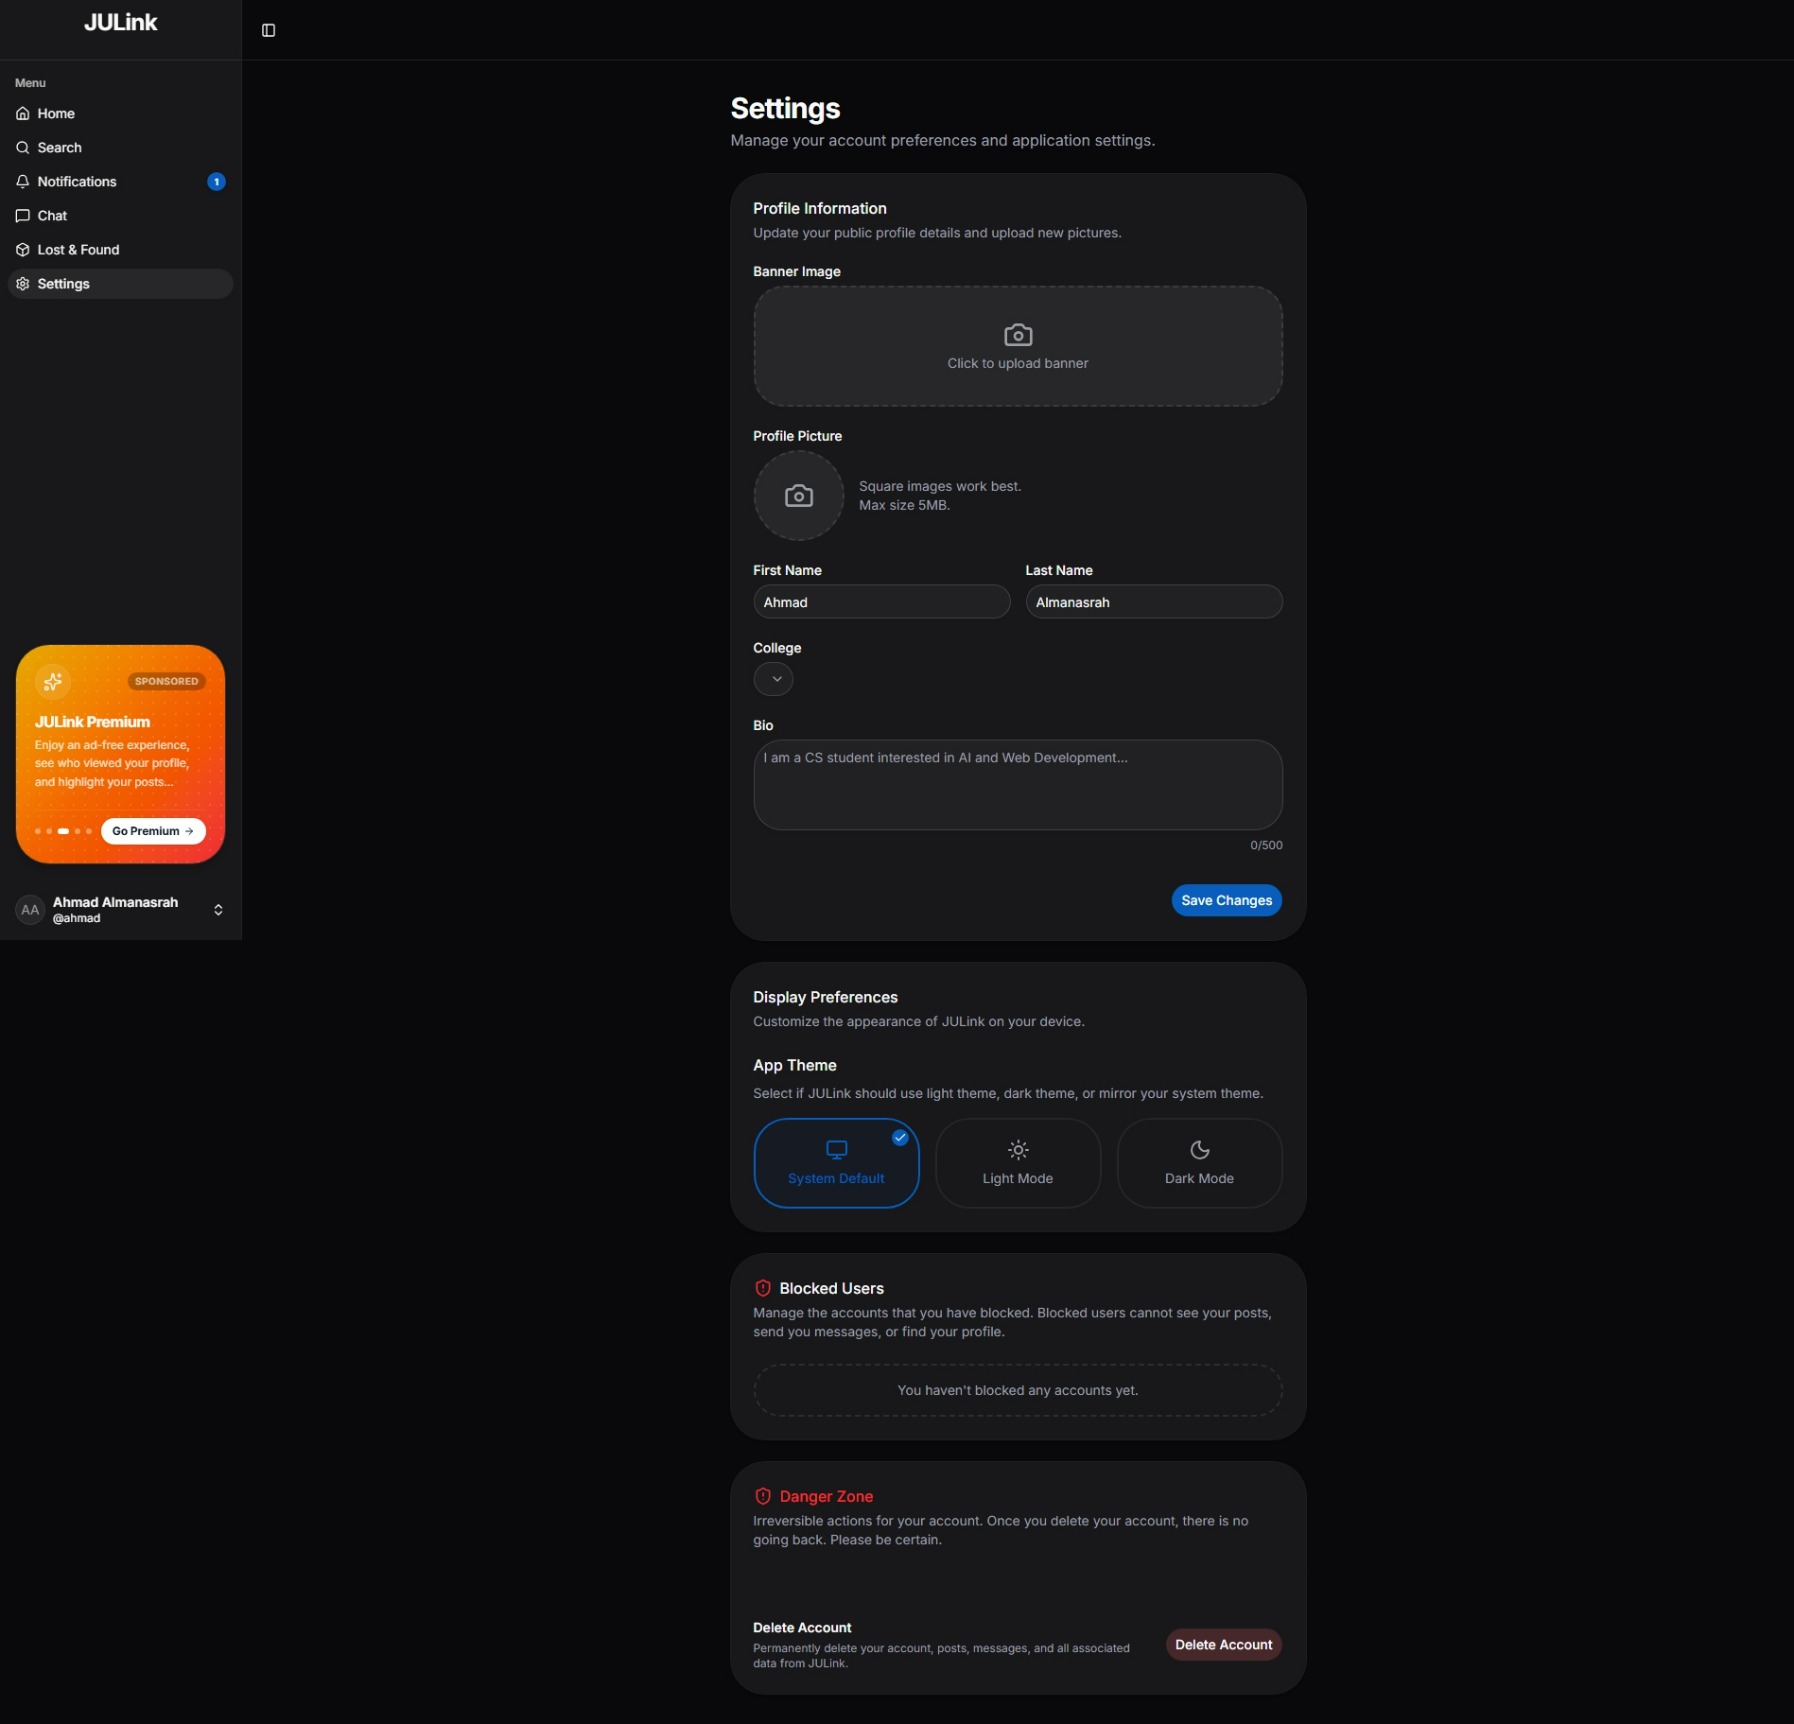 JULink
Menu
Home
Search
Notifications
1
Chat
Lost & Found
Settings
SPONSORED
JULink Premium
Enjoy an ad-free experience,
see who viewed your profile,
and highlight your posts...
Go Premium →
AA
Ahmad Almanasrah
@ahmad
Settings
Manage your account preferences and application settings.
Profile Information
Update your public profile details and upload new pictures.
Banner Image
Click to upload banner
Profile Picture
Square images work best.
Max size 5MB.
First Name
Last Name
Ahmad
Almanasrah
College
Bio
I am a CS student interested in AI and Web Development...
0/500
Save Changes
Display Preferences
Customize the appearance of JULink on your device.
App Theme
Select if JULink should use light theme, dark theme, or mirror your system theme.
System Default
Light Mode
Dark Mode
Blocked Users
Manage the accounts that you have blocked. Blocked users cannot see your posts,
send you messages, or find your profile.
You haven't blocked any accounts yet.
Danger Zone
Irreversible actions for your account. Once you delete your account, there is no
going back. Please be certain.
Delete Account
Permanently delete your account, posts, messages, and all associated
data from JULink.
Delete Account